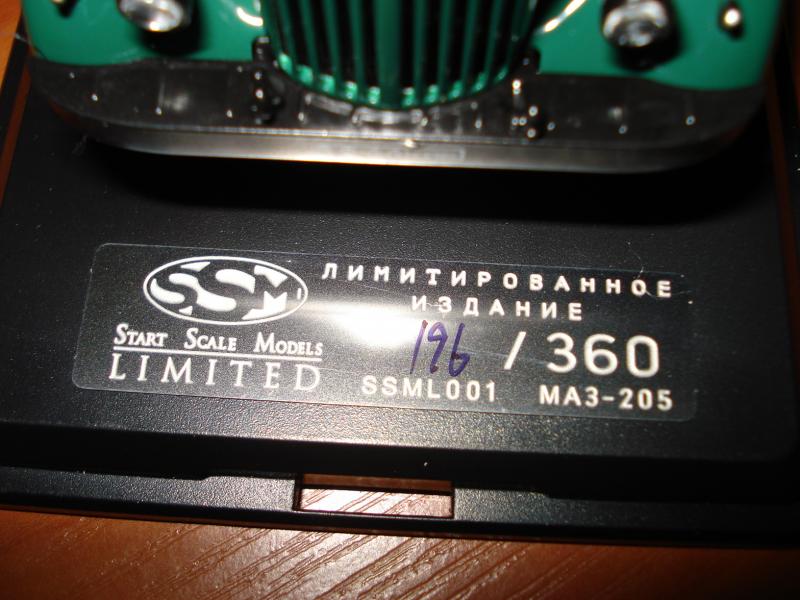 SSM
ЛИМИТИРОВАННОЕ
ИЗДАНИЕ
START SCALE MODELS
LIMITED
196 / 360
SSML001 МАЗ-205